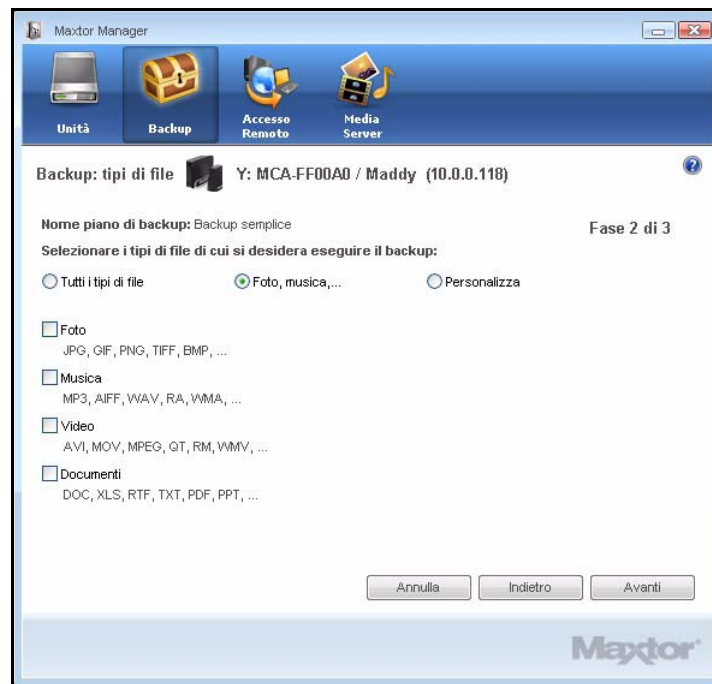 Maxtor Manager
Unità
Backup
Accesso
Remoto
Media
Server
Backup: tipi di file Y: MCA-FF00A0 / Maddy (10.0.0.118)
?
Nome piano di backup: Backup semplice
Fase 2 di 3
Selezionare i tipi di file di cui si desidera eseguire il backup:
Tutti i tipi di file Foto, musica,... Personalizza
Foto
JPG, GIF, PNG, TIFF, BMP, ...
Musica
MP3, AIFF, WAV, RA, WMA, ...
Video
AVI, MOV, MPEG, QT, RM, WMV, ...
Documenti
DOC, XLS, RTF, TXT, PDF, PPT, ...
Annulla Indietro Avanti
Maxtor